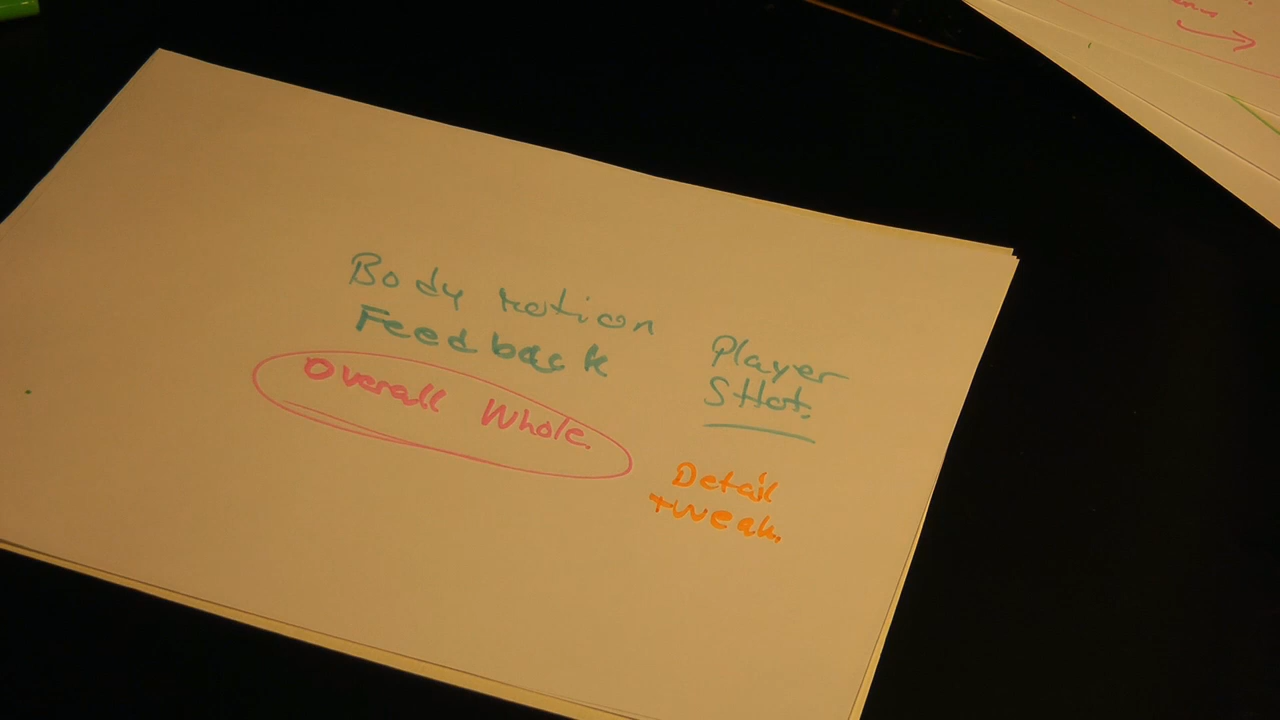 Body motion
Feedback
Overall Whole.
Player
SHot.
Detail
tweak.